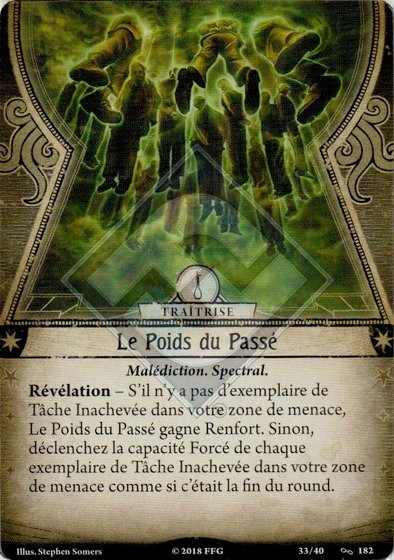 TRAÎTRISE
Le Poids du Passé
Malédiction. Spectral.
Révélation – S'il n'y a pas d'exemplaire de
Tâche Inachevée dans votre zone de menace,
Le Poids du Passé gagne Renfort. Sinon,
déclenchez la capacité Forcé de chaque
exemplaire de Tâche Inachevée dans votre zone
de menace comme si c'était la fin du round.
Illus. Stephen Somers © 2018 FFG 33/40 182